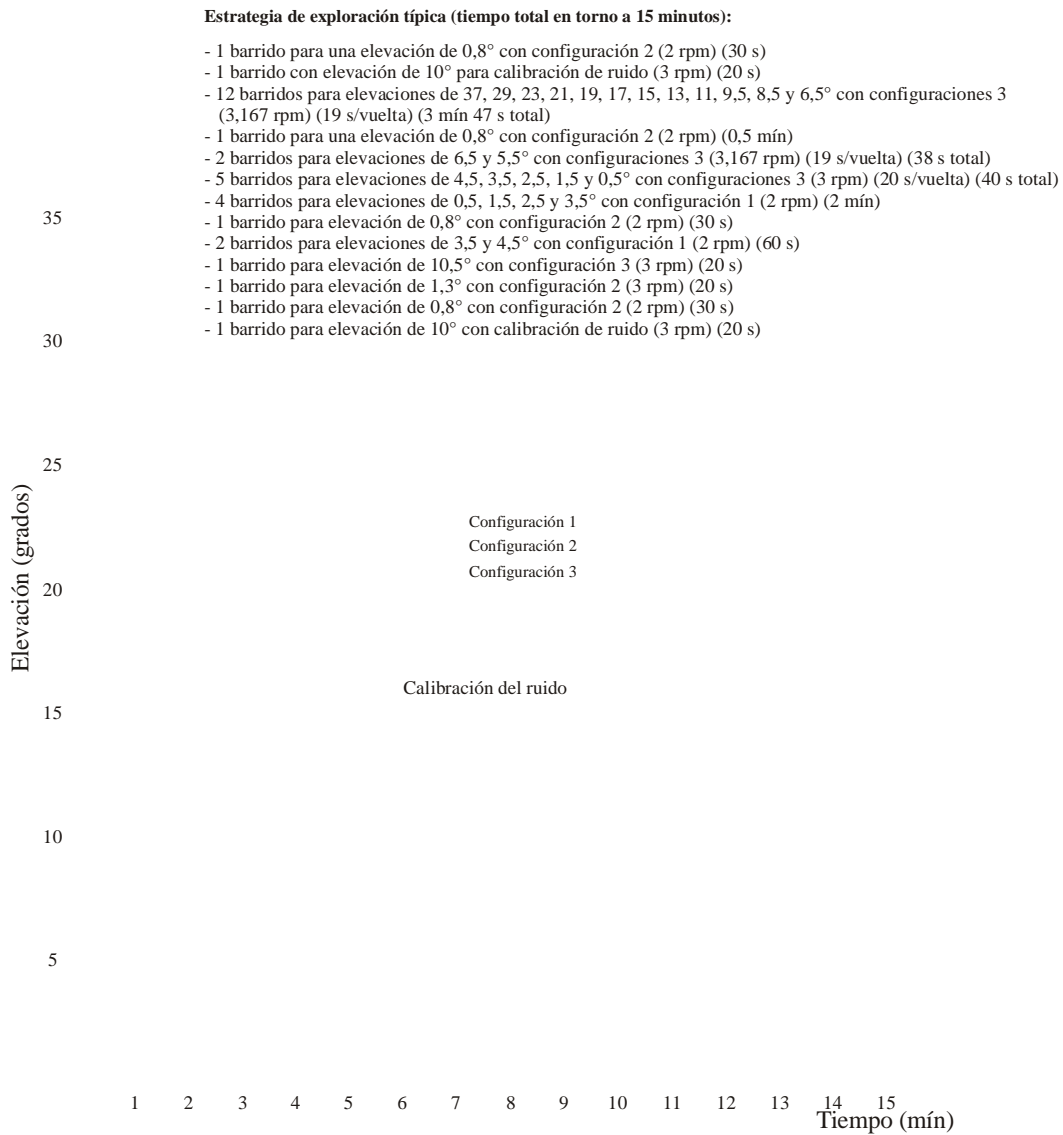 Estrategia de exploración típica (tiempo total en torno a 15 minutos):
- 1 barrido para una elevación de 0,8° con configuración 2 (2 rpm) (30 s)
- 1 barrido con elevación de 10° para calibración de ruido (3 rpm) (20 s)
- 12 barridos para elevaciones de 37, 29, 23, 21, 19, 17, 15, 13, 11, 9,5, 8,5 y 6,5° con configuraciones 3
(3,167 rpm) (19 s/vuelta) (3 mín 47 s total)
- 1 barrido para una elevación de 0,8° con configuración 2 (2 rpm) (0,5 mín)
- 2 barridos para elevaciones de 6,5 y 5,5° con configuraciones 3 (3,167 rpm) (19 s/vuelta) (38 s total)
- 5 barridos para elevaciones de 4,5, 3,5, 2,5, 1,5 y 0,5° con configuraciones 3 (3 rpm) (20 s/vuelta) (40 s total)
- 4 barridos para elevaciones de 0,5, 1,5, 2,5 y 3,5° con configuración 1 (2 rpm) (2 mín)
- 1 barrido para elevación de 0,8° con configuración 2 (2 rpm) (30 s)
- 2 barridos para elevaciones de 3,5 y 4,5° con configuración 1 (2 rpm) (60 s)
- 1 barrido para elevación de 10,5° con configuración 3 (3 rpm) (20 s)
- 1 barrido para elevación de 1,3° con configuración 2 (3 rpm) (20 s)
- 1 barrido para elevación de 0,8° con configuración 2 (2 rpm) (30 s)
- 1 barrido para elevación de 10° con calibración de ruido (3 rpm) (20 s)
35
30
25
20
15
10
5
Elevación (grados)
Configuración 1
Configuración 2
Configuración 3
Calibración del ruido
1 2 3 4 5 6 7 8 9 10 11 12 13 14 15
Tiempo (mín)